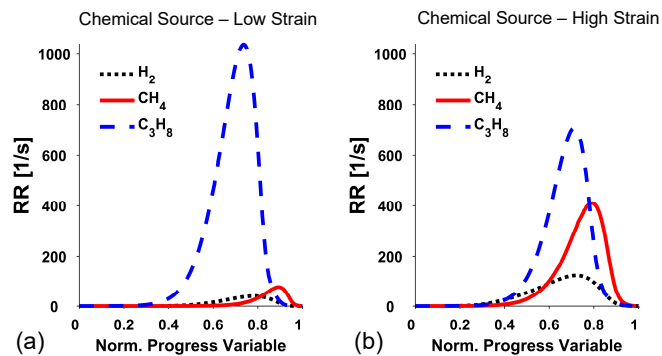 Chemical Source – Low Strain
RR [1/s]
1000
800
600
400
200
0
H2
CH4
C3H8
0 0.2 0.4 0.6 0.8 1
Norm. Progress Variable
(a)
Chemical Source – High Strain
RR [1/s]
1000
800
600
400
200
0
H2
CH4
C3H8
0 0.2 0.4 0.6 0.8 1
Norm. Progress Variable
(b)